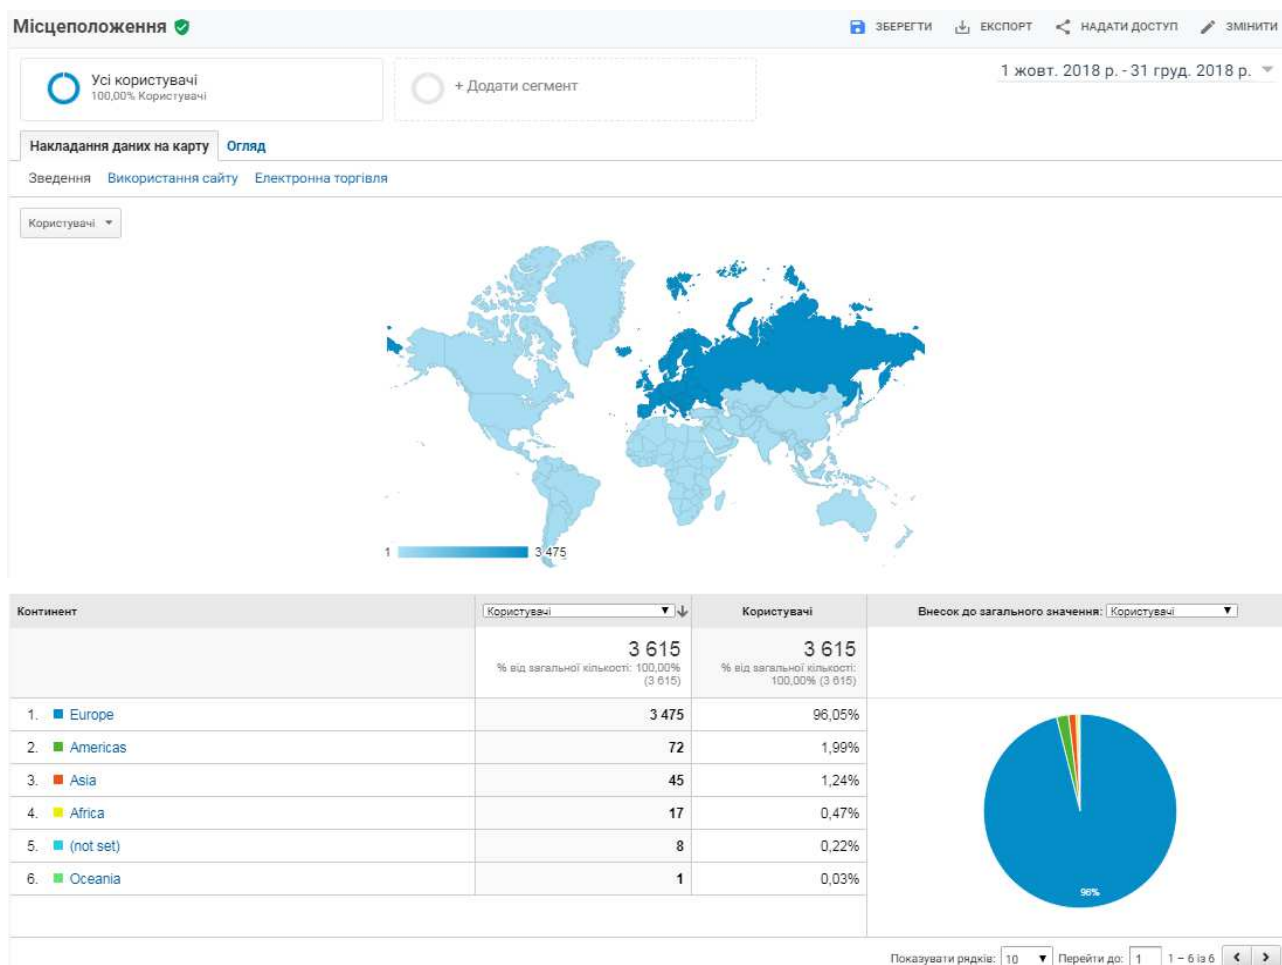 Місцеположення
ЗБЕРЕГТИ ЕКСПОРТ НАДАТИ ДОСТУП ЗМІНИТИ
Усі користувачі
100,00% Користувачі
+ Додати сегмент
1 жовт. 2018 р. - 31 груд. 2018 р.
Накладання даних на карту Огляд
Зведення Використання сайту Електронна торгівля
Користувачі
1 3 475
Континент Користувачі Користувачі Внесок до загального значення: Користувачі
3 615 3 615
% від загальної кількості: 100,00% (3 615) % від загальної кількості: 100,00% (3 615)
1. Europe 3 475 96,05%
2. Americas 72 1,99%
3. Asia 45 1,24%
4. Africa 17 0,47%
5. (not set) 8 0,22%
6. Oceania 1 0,03%
96%
Показувати рядків: 10 Перейти до: 1 1 – 6 із 6